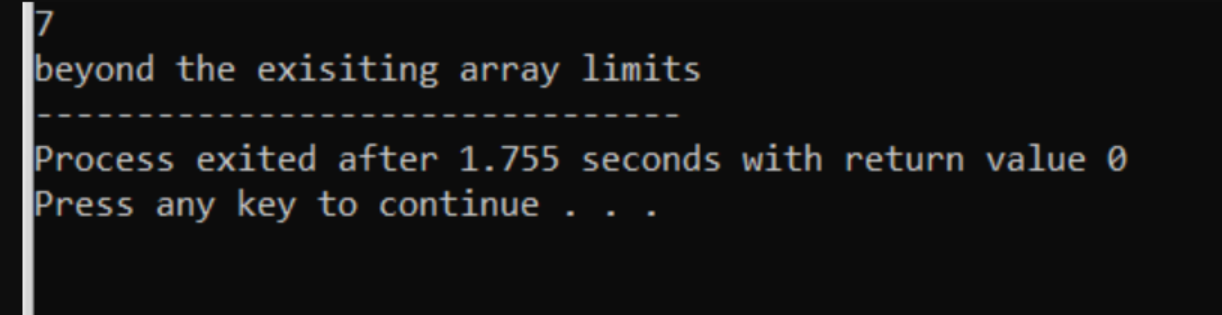 7
beyond the exisiting array limits
--------------------------------
Process exited after 1.755 seconds with return value 0
Press any key to continue . . .